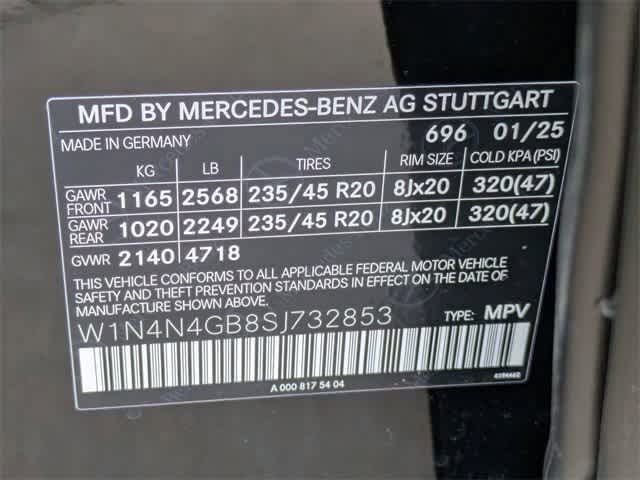 MFD BY MERCEDES-BENZ AG STUTTGART
MADE IN GERMANY 696 01/25
KG LB TIRES RIM SIZE COLD KPA(PSI)
GAWR FRONT 1165 2568 235/45 R20 8Jx20 320(47)
GAWR REAR 1020 2249 235/45 R20 8Jx20 320(47)
GVWR 2140 4718
THIS VEHICLE CONFORMS TO ALL APPLICABLE FEDERAL MOTOR VEHICLE
SAFETY AND THEFT PREVENTION STANDARDS IN EFFECT ON THE DATE OF
MANUFACTURE SHOWN ABOVE.
W1N4N4GB8SJ732853 TYPE: MPV
A 000 817 54 04